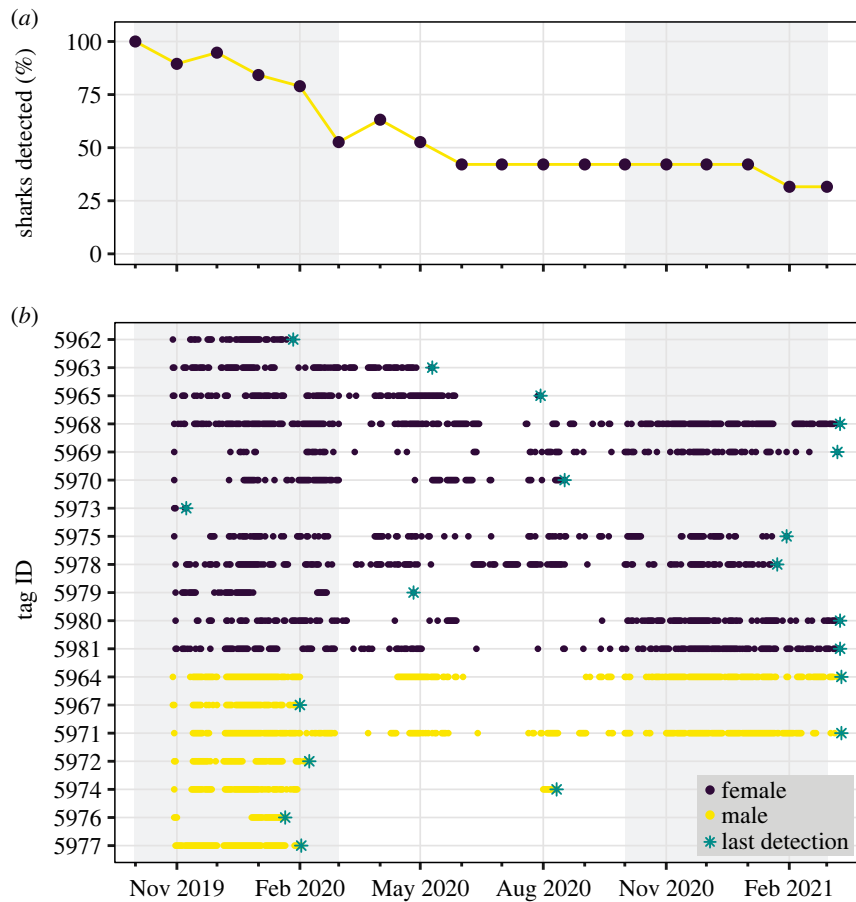 (a)
sharks detected (%)
100
75
50
25
0
(b)
tag ID
5962
5963
5965
5968
5969
5970
5973
5975
5978
5979
5980
5981
5964
5967
5971
5972
5974
5976
5977
female
male
last detection
Nov 2019
Feb 2020
May 2020
Aug 2020
Nov 2020
Feb 2021